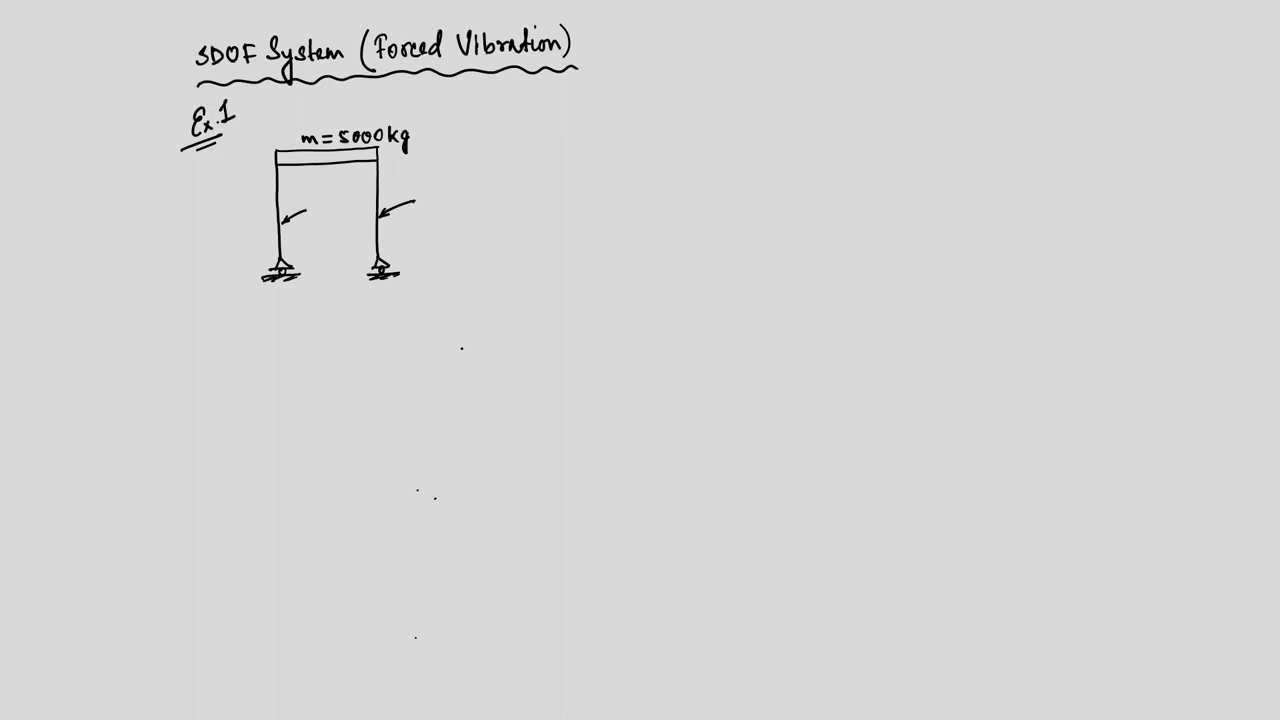 SDOF System (Forced Vibration)
Ex.1
m = 5000kg